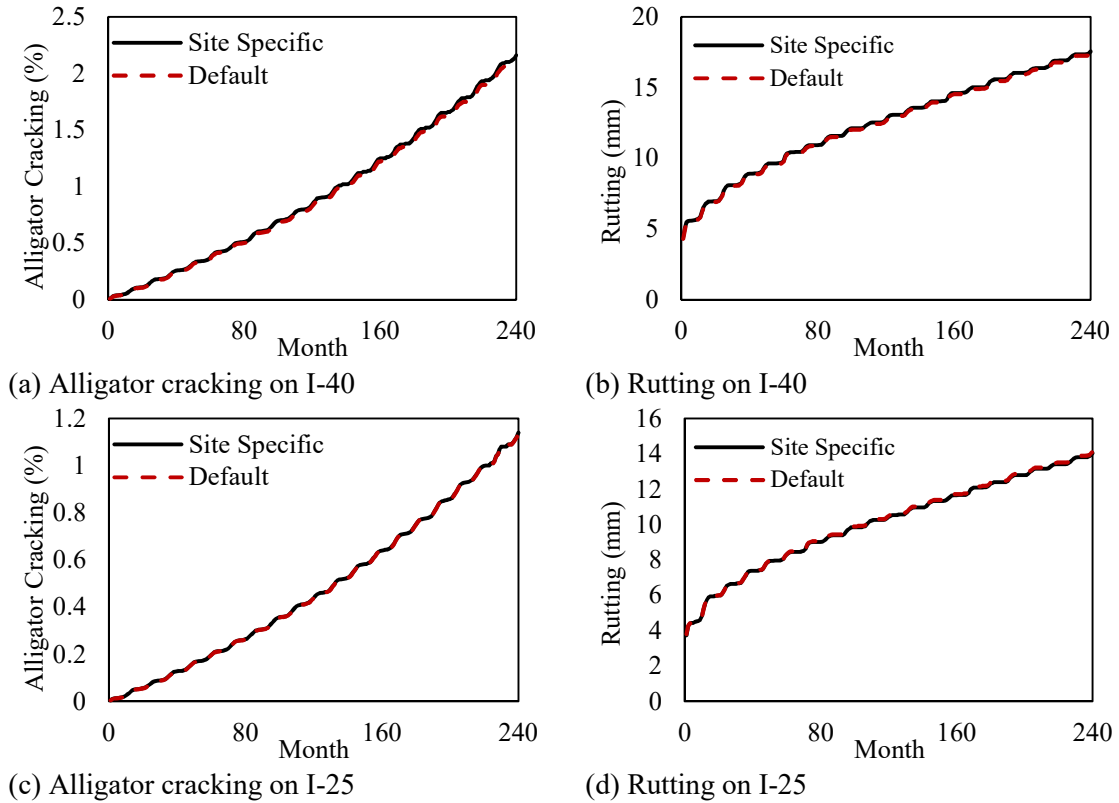 2.5
2
1.5
1
0.5
0
Alligator Cracking (%)
Site Specific
Default
0 80 160 240
Month
(a) Alligator cracking on I-40
20
15
10
5
0
Rutting (mm)
Site Specific
Default
0 80 160 240
Month
(b) Rutting on I-40
1.2
1
0.8
0.6
0.4
0.2
0
Alligator Cracking (%)
Site Specific
Default
0 80 160 240
Month
(c) Alligator cracking on I-25
16
14
12
10
8
6
4
2
0
Rutting (mm)
Site Specific
Default
0 80 160 240
Month
(d) Rutting on I-25